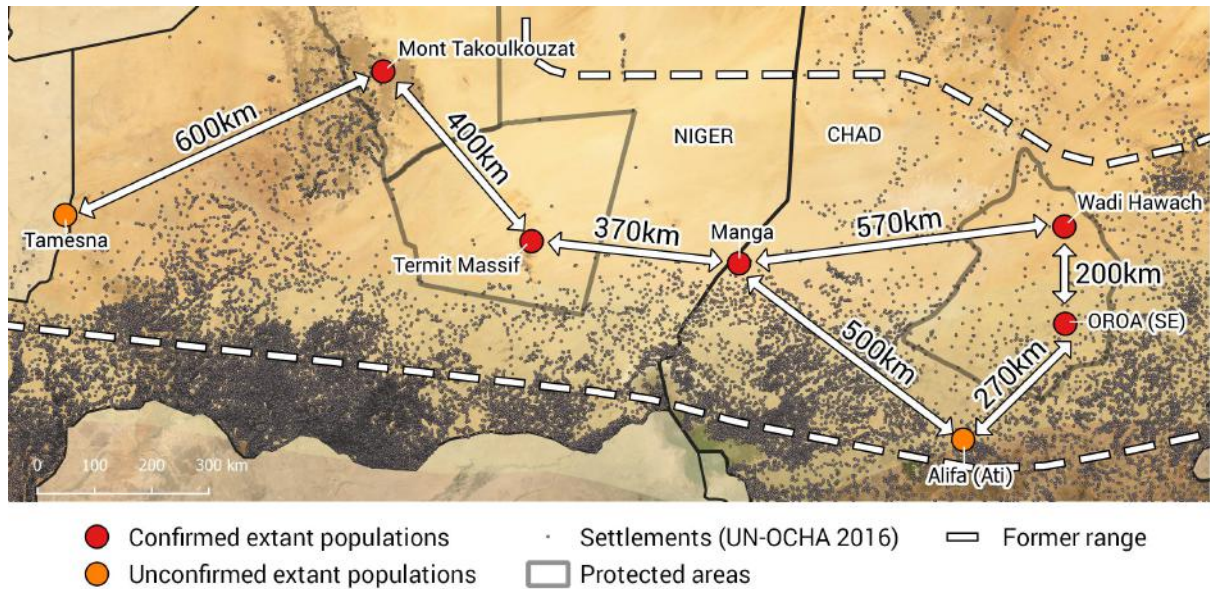 Mont Takoulkouzat
600km
400km
NIGER
CHAD
Wadi Hawach
Tamesna
370km
Manga
570km
Termit Massif
200km
OROA (SE)
500km
270km
Alifa (Ati)
0 100 200 300 km
Confirmed extant populations
Settlements (UN-OCHA 2016)
Former range
Unconfirmed extant populations
Protected areas